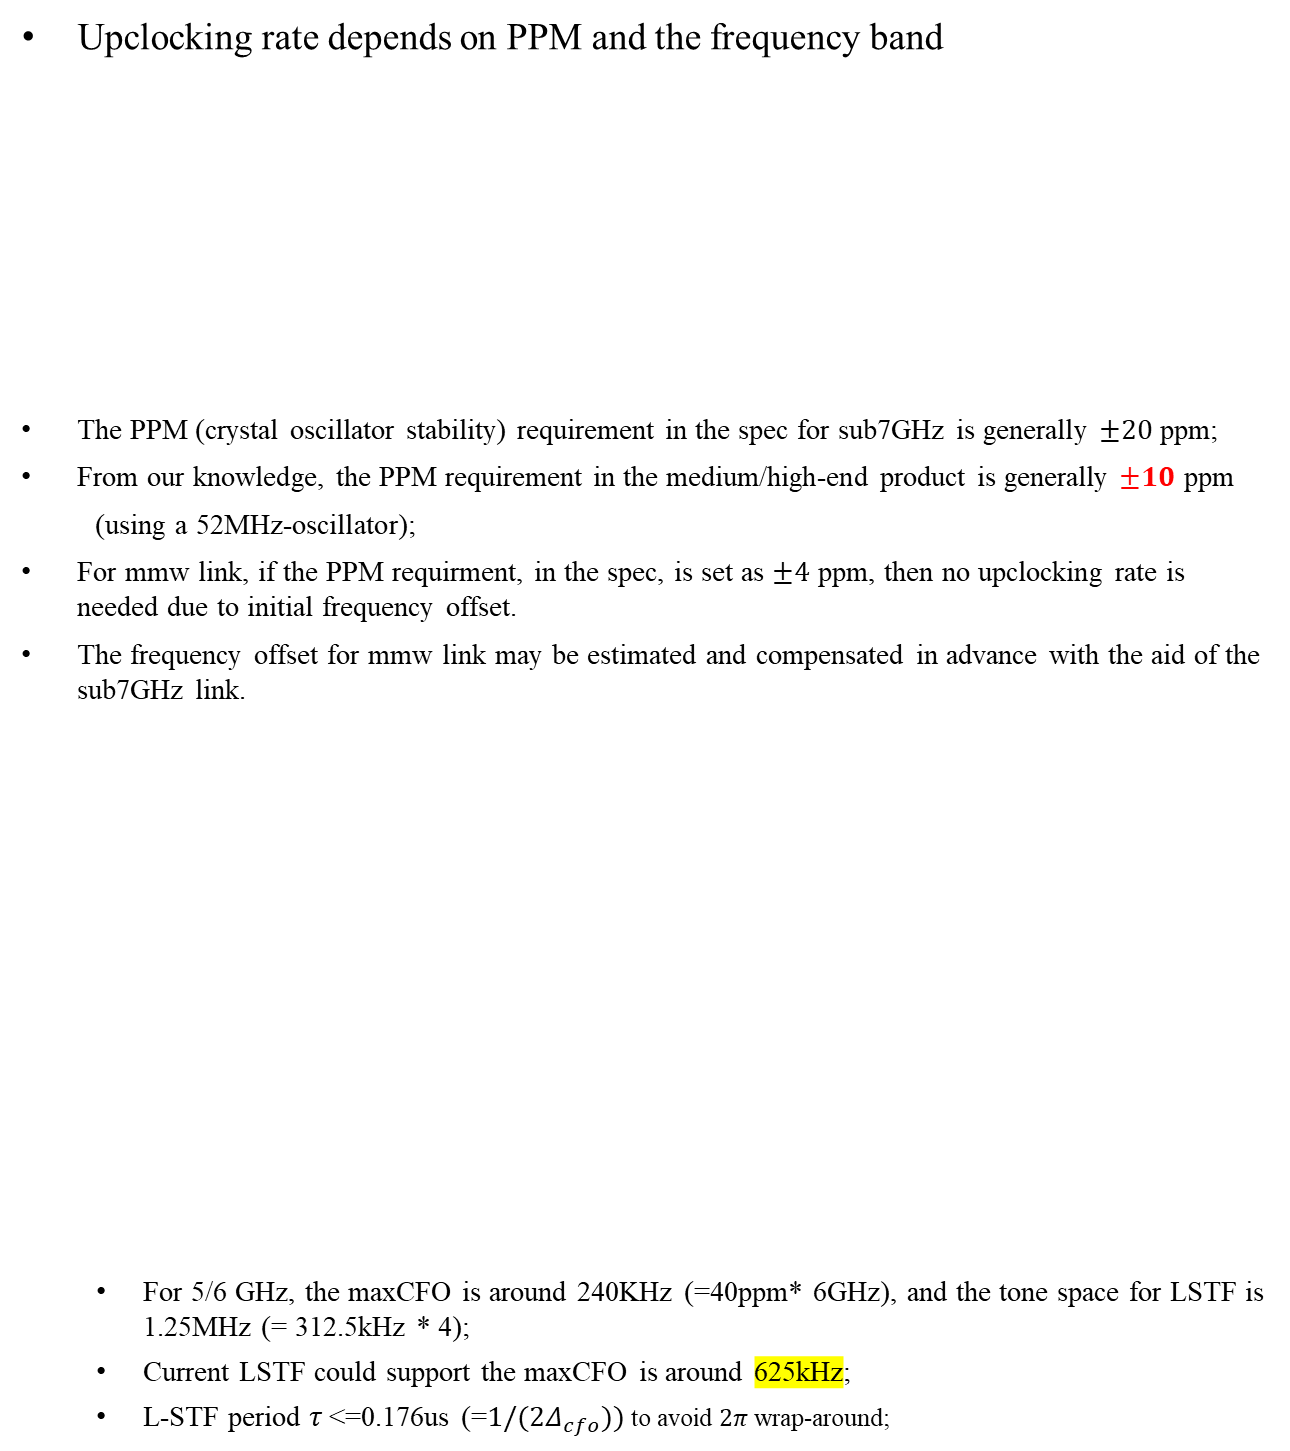 • Upclocking rate depends on PPM and the frequency band
• The PPM (crystal oscillator stability) requirement in the spec for sub7GHz is generally ±20 ppm;
• From our knowledge, the PPM requirement in the medium/high-end product is generally ±10 ppm
(using a 52MHz-oscillator);
• For mmw link, if the PPM requirment, in the spec, is set as ±4 ppm, then no upclocking rate is
needed due to initial frequency offset.
• The frequency offset for mmw link may be estimated and compensated in advance with the aid of the
sub7GHz link.
• For 5/6 GHz, the maxCFO is around 240KHz (=40ppm* 6GHz), and the tone space for LSTF is
1.25MHz (= 312.5kHz * 4);
• Current LSTF could support the maxCFO is around 625kHz;
• L-STF period τ <=0.176us (=1/(2Δ_cfo)) to avoid 2π wrap-around;